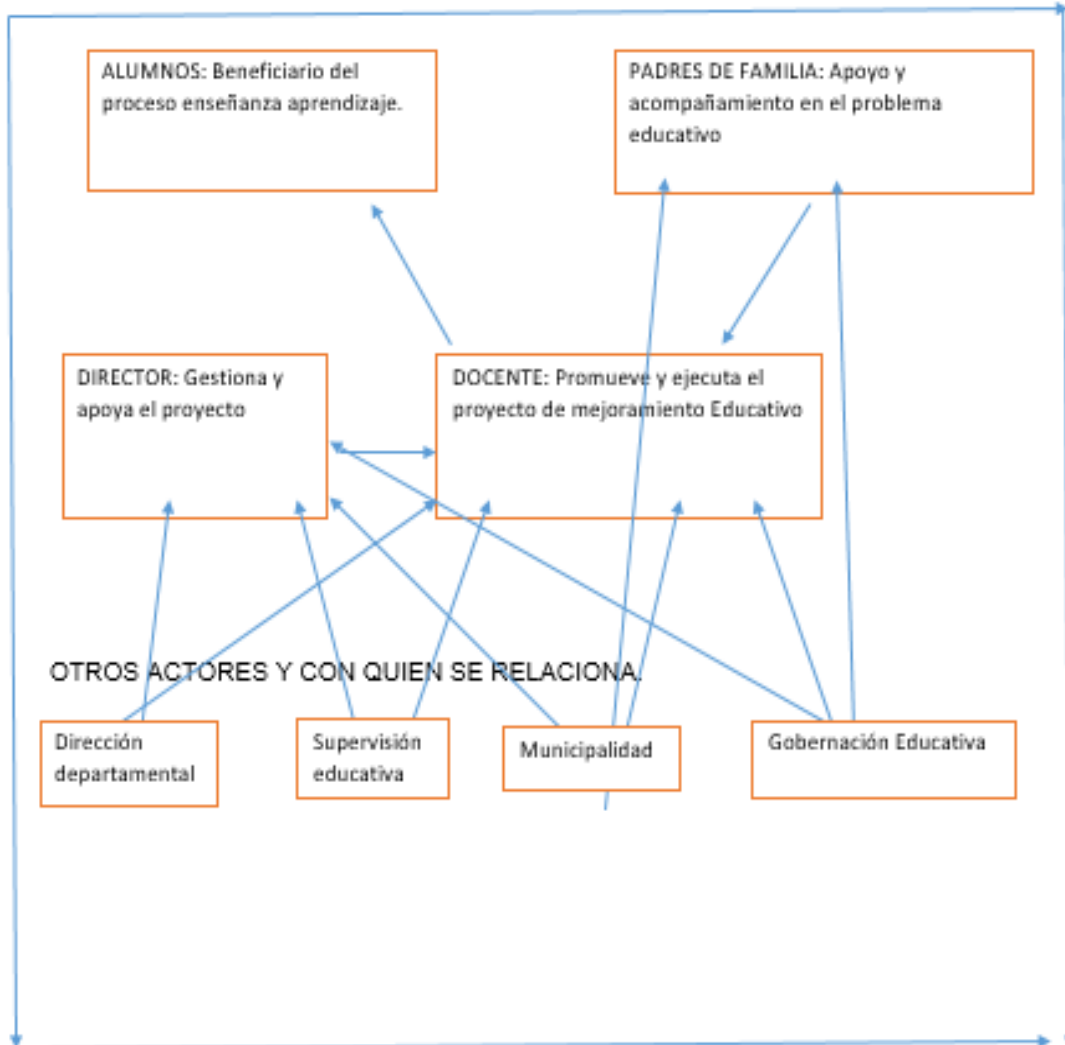 ALUMNOS: Beneficiario del
proceso enseñanza aprendizaje.
PADRES DE FAMILIA: Apoyo y
acompañamiento en el problema
educativo
DIRECTOR: Gestiona y
apoya el proyecto
DOCENTE: Promueve y ejecuta el
proyecto de mejoramiento Educativo
OTROS ACTORES Y CON QUIEN SE RELACIONA.
Dirección
departamental
Supervisión
educativa
Municipalidad
Gobernación Educativa